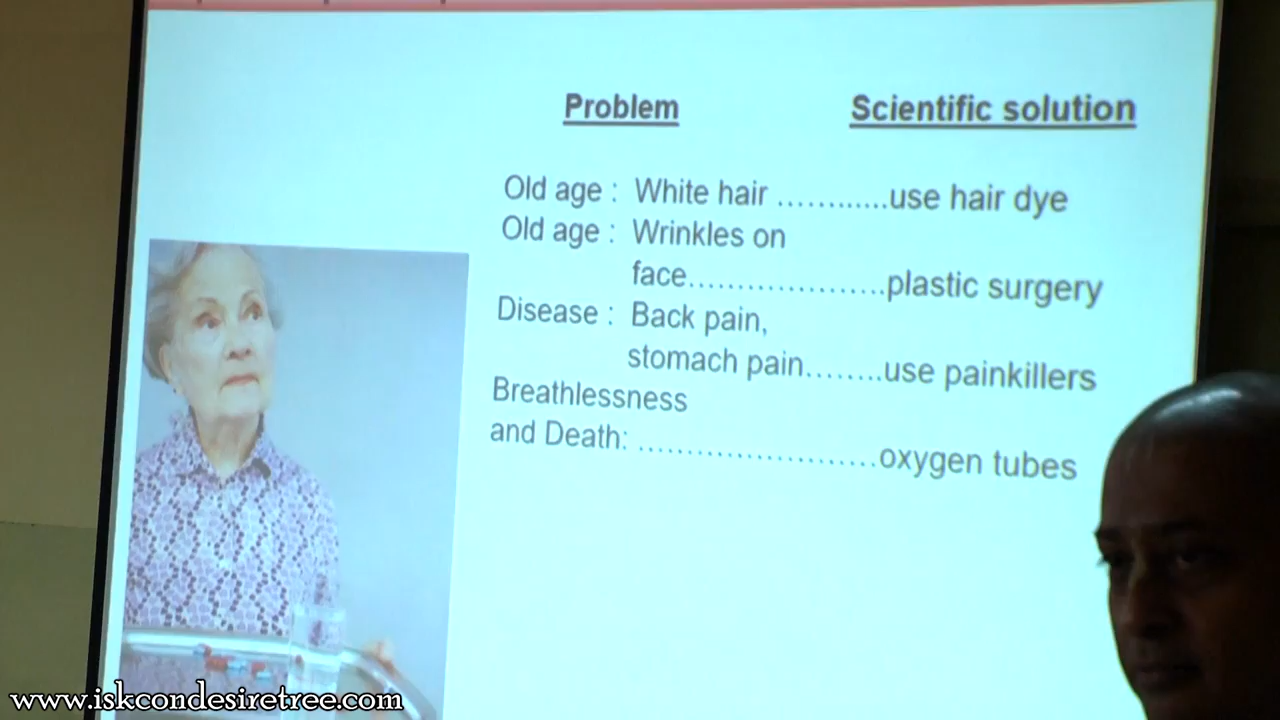 Problem Scientific solution
Old age : White hair ............use hair dye
Old age : Wrinkles on
face.....................plastic surgery
Disease : Back pain,
stomach pain........use painkillers
Breathlessness
and Death: ..........................oxygen tubes
www.iskcondesiretree.com